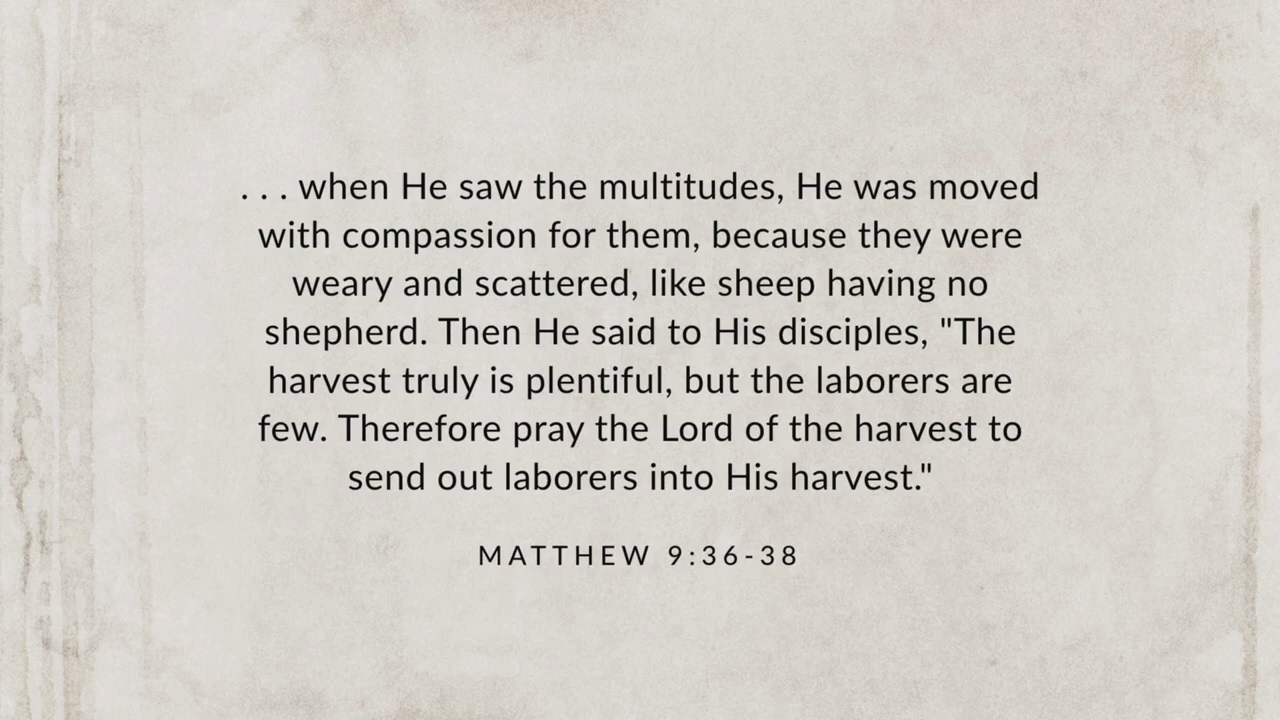 . . . when He saw the multitudes, He was moved
with compassion for them, because they were
weary and scattered, like sheep having no
shepherd. Then He said to His disciples, "The
harvest truly is plentiful, but the laborers are
few. Therefore pray the Lord of the harvest to
send out laborers into His harvest."
MATTHEW 9:36-38